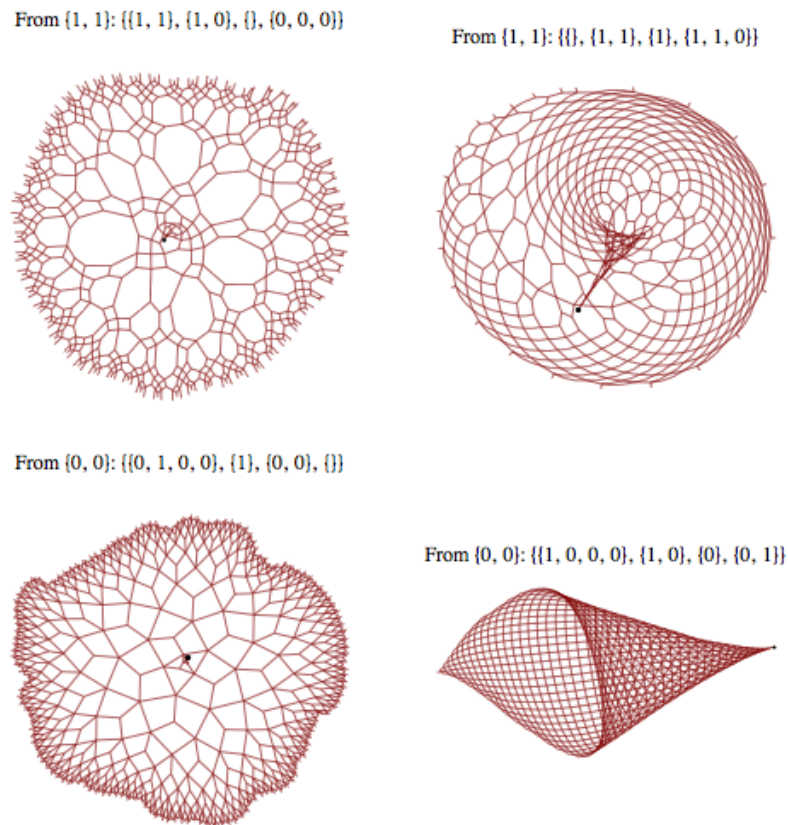 From {1, 1}: {{1, 1}, {1, 0}, {}, {0, 0, 0}}
From {1, 1}: {{}, {1, 1}, {1}, {1, 1, 0}}
From {0, 0}: {{0, 1, 0, 0}, {1}, {0, 0}, {}}
From {0, 0}: {{1, 0, 0, 0}, {1, 0}, {0}, {0, 1}}